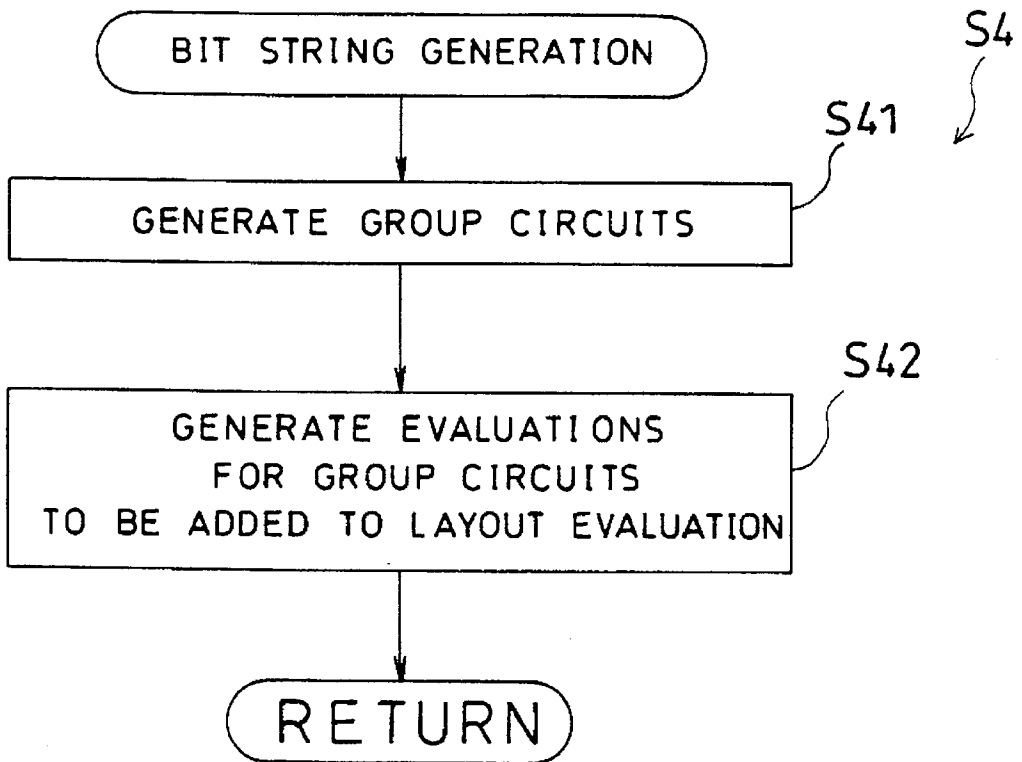 S4
BIT STRING GENERATION
S41
GENERATE GROUP CIRCUITS
S42
GENERATE EVALUATIONS
FOR GROUP CIRCUITS
TO BE ADDED TO LAYOUT EVALUATION
RETURN